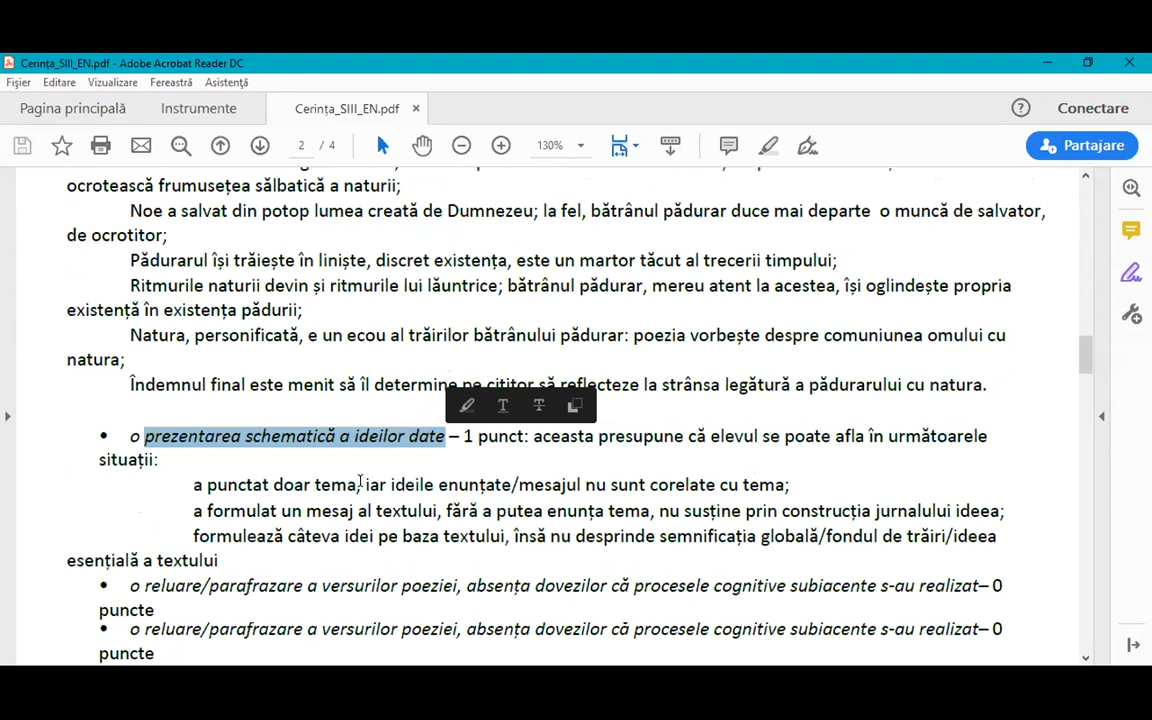 Cerința_SIII_EN.pdf - Adobe Acrobat Reader DC
Fișier Editare Vizualizare Fereastră Asistență
Pagina principală Instrumente Cerința_SIII_EN.pdf × Conectare
2 / 4 130% Partajare
ocrotească frumusețea sălbatică a naturii;
Noe a salvat din potop lumea creată de Dumnezeu; la fel, bătrânul pădurar duce mai departe o muncă de salvator,
de ocrotitor;
Pădurarul își trăiește în liniște, discret existența, este un martor tăcut al trecerii timpului;
Ritmurile naturii devin și ritmurile lui lăuntrice; bătrânul pădurar, mereu atent la acestea, își oglindește propria
existență în existența pădurii;
Natura, personificată, e un ecou al trăirilor bătrânului pădurar: poezia vorbește despre comuniunea omului cu
natura;
Îndemnul final este menit să îl determine pe cititor să reflecteze la strânsa legătură a pădurarului cu natura.
• o prezentarea schematică a ideilor date – 1 punct: aceasta presupune că elevul se poate afla în următoarele
situații:
a punctat doar tema, iar ideile enunțate/mesajul nu sunt corelate cu tema;
a formulat un mesaj al textului, fără a putea enunța tema, nu susține prin construcția jurnalului ideea;
formulează câteva idei pe baza textului, însă nu desprinde semnificația globală/fondul de trăiri/ideea
esențială a textului
• o reluare/parafrazare a versurilor poeziei, absența dovezilor că procesele cognitive subiacente s-au realizat– 0
puncte
• o reluare/parafrazare a versurilor poeziei, absența dovezilor că procesele cognitive subiacente s-au realizat– 0
puncte